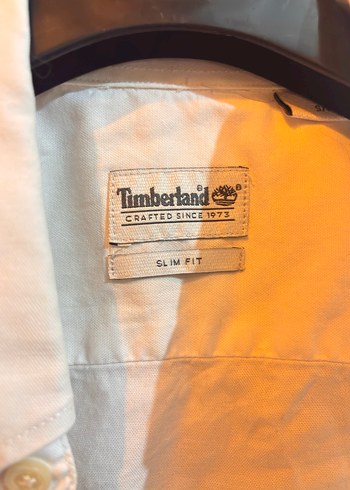 Timberland®
®
CRAFTED SINCE 1973
SLIM FIT